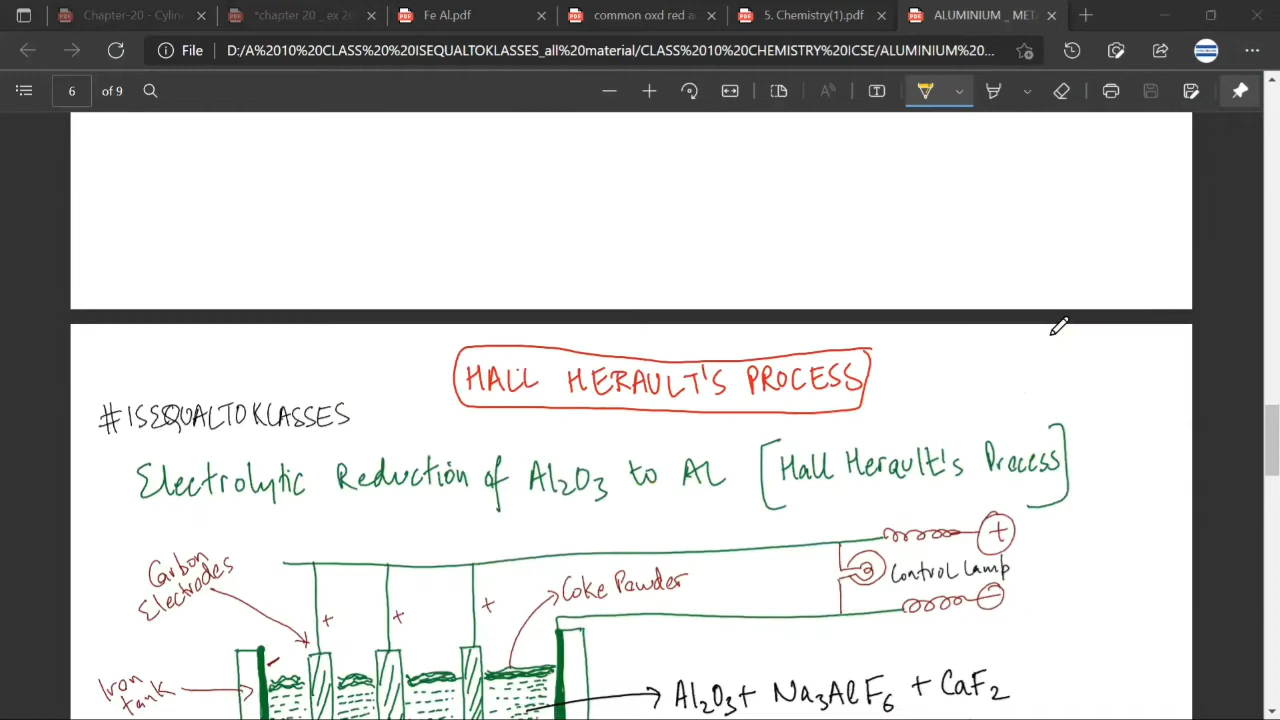 Chapter-20 - Cylin
*chapter 20 _ ex 20
Fe Al.pdf
common oxd red a
5. Chemistry(1).pdf
ALUMINIUM _ MET
File
D:/A%2010%20CLASS%20%20ISEQUALTOKLASSES_all%20material/CLASS%2010%20CHEMISTRY%20ICSE/ALUMINIUM%20...
6 of 9
HALL HERAULT'S PROCESS
#ISEQUALTOKLASSES
Electrolytic Reduction of Al2O3 to Al [Hall Herault's Process]
Carbon
Electrodes
+
+
+
Coke Powder
Control Lamp
+
-
Iron
tank
-
Al2O3 + Na3AlF6 + CaF2